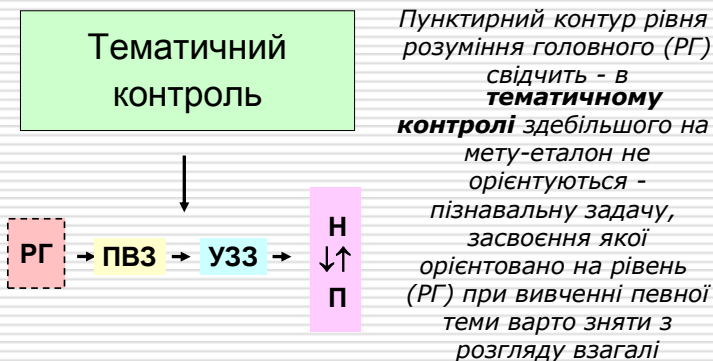 Тематичний
контроль
РГ → ПВЗ → УЗЗ →
Н
↓↑
П
Пунктирний контур рівня
розуміння головного (РГ)
свідчить - в
тематичному
контролі здебільшого на
мету-еталон не
орієнтуються -
пізнавальну задачу,
засвоєння якої
орієнтовано на рівень
(РГ) при вивченні певної
теми варто зняти з
розгляду взагалі